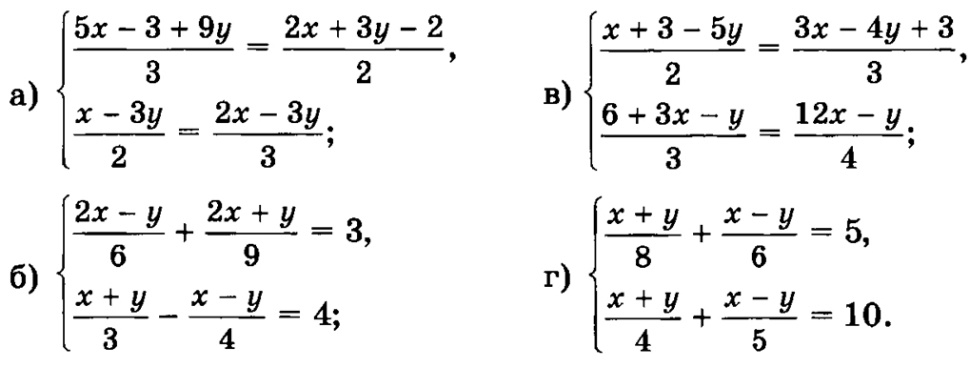 а) { (5x − 3 + 9y)/3 = (2x + 3y − 2)/2,
(x − 3y)/2 = (2x − 3y)/3;
б) { (2x − y)/6 + (2x + y)/9 = 3,
(x + y)/3 − (x − y)/4 = 4;
в) { (x + 3 − 5y)/2 = (3x − 4y + 3)/3,
(6 + 3x − y)/3 = (12x − y)/4;
г) { (x + y)/8 + (x − y)/6 = 5,
(x + y)/4 + (x − y)/5 = 10.